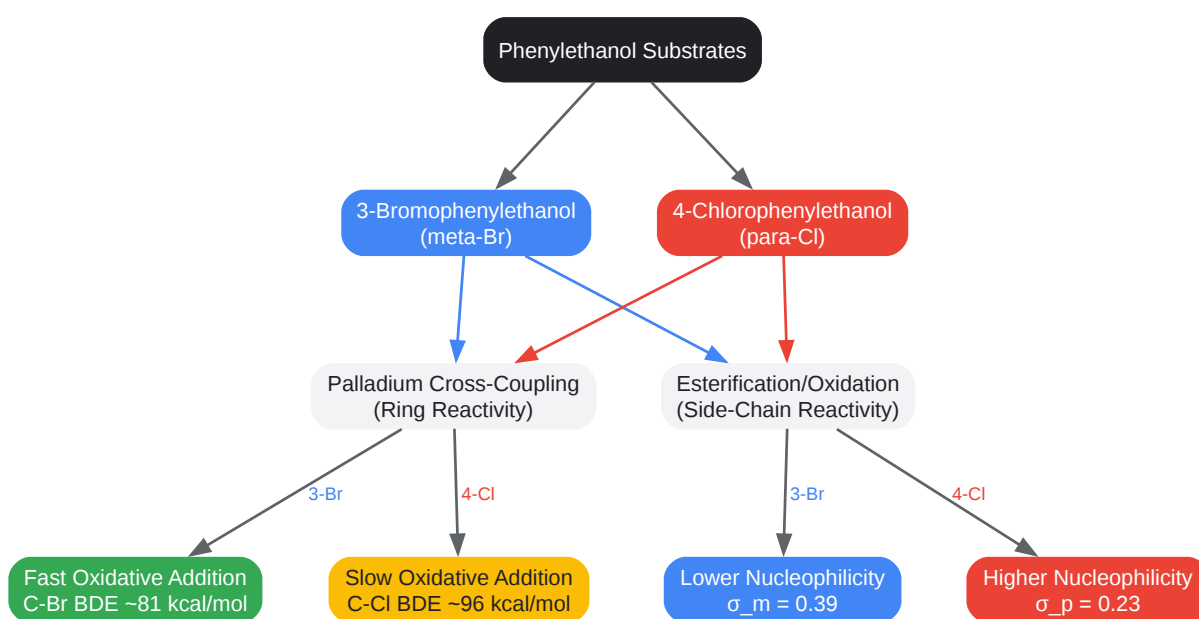 Phenylethanol Substrates
3-Bromophenylethanol
(meta-Br)
4-Chlorophenylethanol
(para-Cl)
Palladium Cross-Coupling
(Ring Reactivity)
Esterification/Oxidation
(Side-Chain Reactivity)
3-Br
4-Cl
3-Br
4-Cl
Fast Oxidative Addition
C-Br BDE ~81 kcal/mol
Slow Oxidative Addition
C-Cl BDE ~96 kcal/mol
Lower Nucleophilicity
σ_m = 0.39
Higher Nucleophilicity
σ_p = 0.23